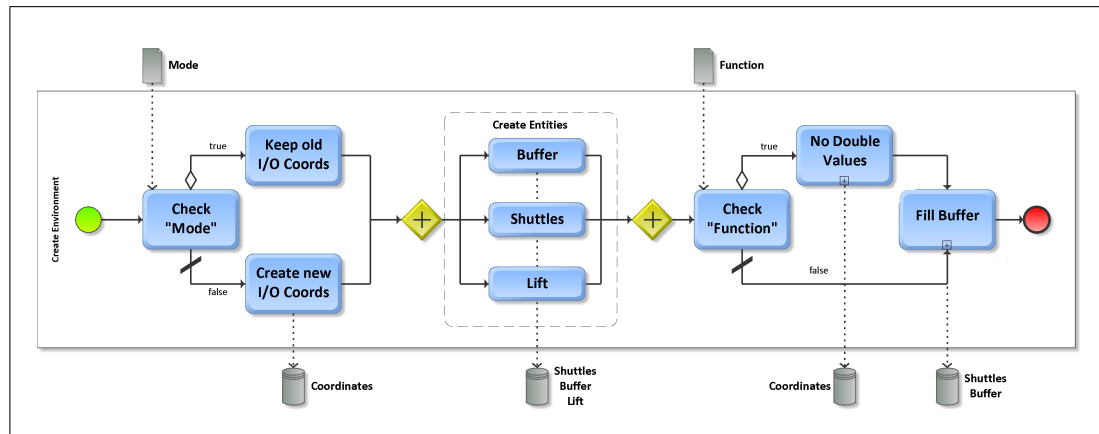 Mode
Function
Create Environment
Check
"Mode"
true
Keep old
I/O Coords
false
Create new
I/O Coords
Create Entities
Buffer
Shuttles
Lift
Check
"Function"
true
No Double
Values
false
Fill Buffer
Coordinates
Shuttles
Buffer
Lift
Coordinates
Shuttles
Buffer